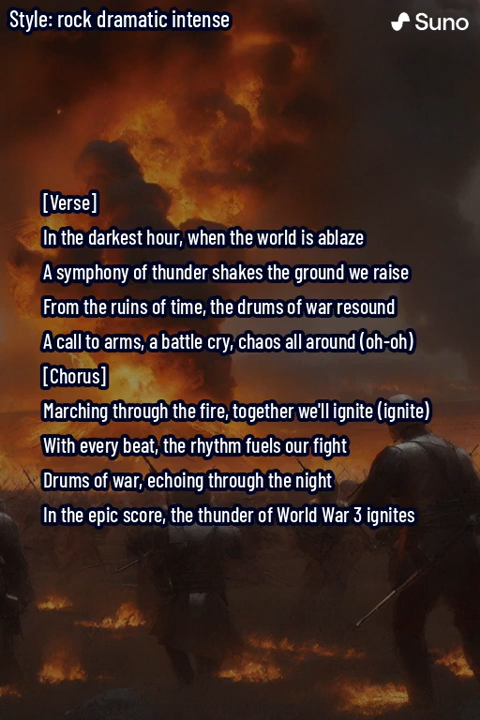 Style: rock dramatic intense
Suno
[Verse]
In the darkest hour, when the world is ablaze
A symphony of thunder shakes the ground we raise
From the ruins of time, the drums of war resound
A call to arms, a battle cry, chaos all around (oh-oh)
[Chorus]
Marching through the fire, together we'll ignite (ignite)
With every beat, the rhythm fuels our fight
Drums of war, echoing through the night
In the epic score, the thunder of World War 3 ignites